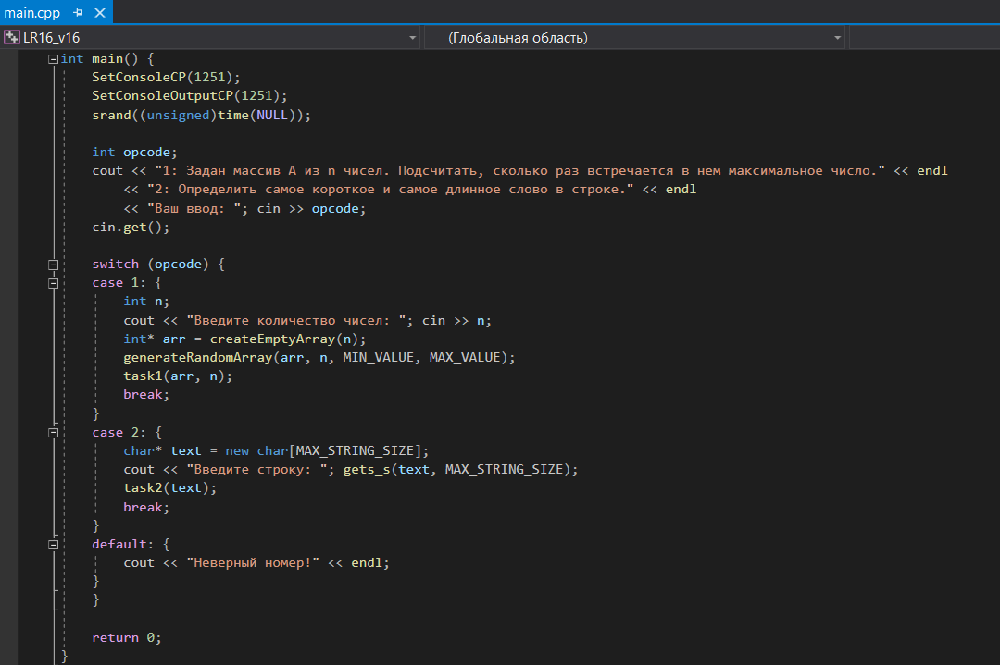 main.cpp
LR16_v16 (Глобальная область)
int main() {
    SetConsoleCP(1251);
    SetConsoleOutputCP(1251);
    srand((unsigned)time(NULL));

    int opcode;
    cout << "1: Задан массив A из n чисел. Подсчитать, сколько раз встречается в нем максимальное число." << endl
        << "2: Определить самое короткое и самое длинное слово в строке." << endl
        << "Ваш ввод: "; cin >> opcode;
    cin.get();

    switch (opcode) {
    case 1: {
        int n;
        cout << "Введите количество чисел: "; cin >> n;
        int* arr = createEmptyArray(n);
        generateRandomArray(arr, n, MIN_VALUE, MAX_VALUE);
        task1(arr, n);
        break;
    }
    case 2: {
        char* text = new char[MAX_STRING_SIZE];
        cout << "Введите строку: "; gets_s(text, MAX_STRING_SIZE);
        task2(text);
        break;
    }
    default: {
        cout << "Неверный номер!" << endl;
    }
    }

    return 0;
}